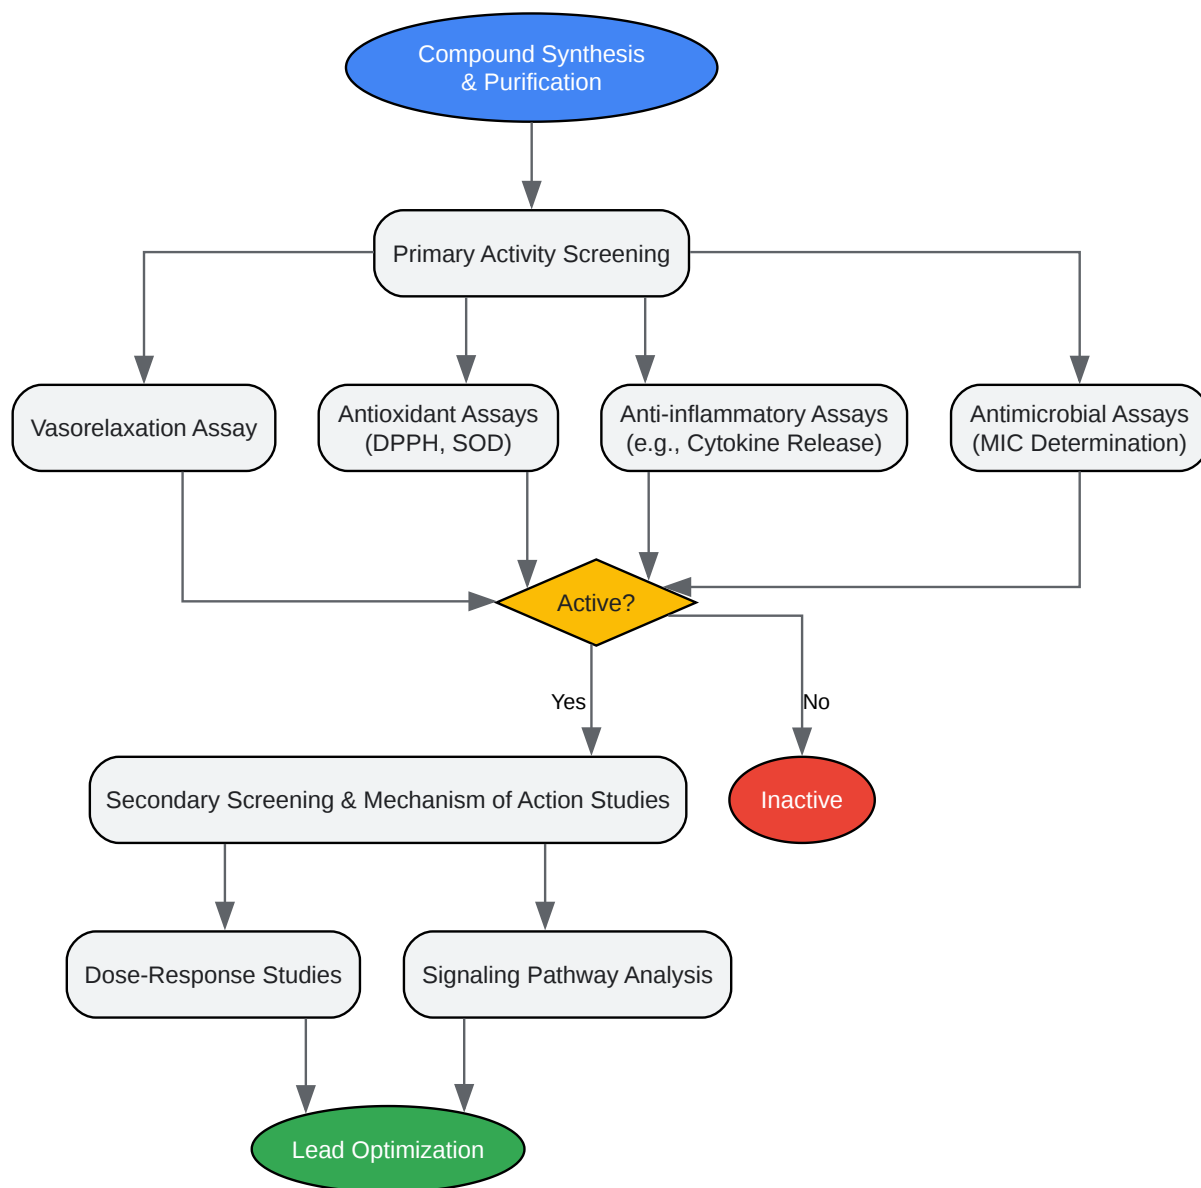 Compound Synthesis
& Purification
Primary Activity Screening
Vasorelaxation Assay
Antioxidant Assays
(DPPH, SOD)
Anti-inflammatory Assays
(e.g., Cytokine Release)
Antimicrobial Assays
(MIC Determination)
Active?
Yes
No
Secondary Screening & Mechanism of Action Studies
Inactive
Dose-Response Studies
Signaling Pathway Analysis
Lead Optimization